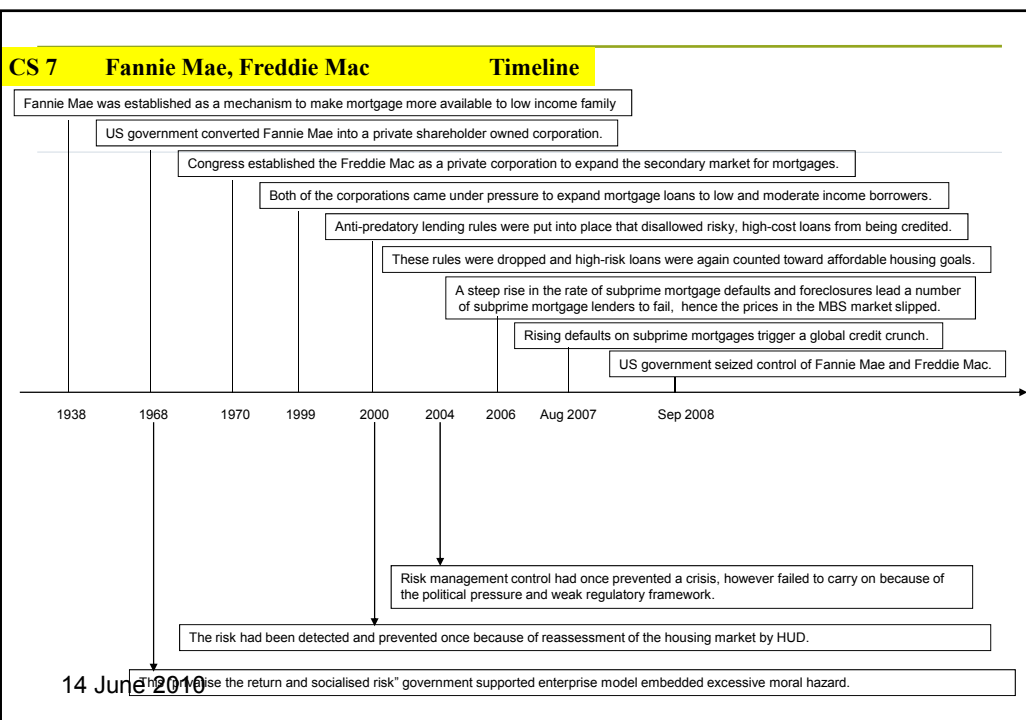 CS 7 Fannie Mae, Freddie Mac Timeline
Fannie Mae was established as a mechanism to make mortgage more available to low income family
US government converted Fannie Mae into a private shareholder owned corporation.
Congress established the Freddie Mac as a private corporation to expand the secondary market for mortgages.
Both of the corporations came under pressure to expand mortgage loans to low and moderate income borrowers.
Anti-predatory lending rules were put into place that disallowed risky, high-cost loans from being credited.
These rules were dropped and high-risk loans were again counted toward affordable housing goals.
A steep rise in the rate of subprime mortgage defaults and foreclosures lead a number
of subprime mortgage lenders to fail, hence the prices in the MBS market slipped.
Rising defaults on subprime mortgages trigger a global credit crunch.
US government seized control of Fannie Mae and Freddie Mac.
1938 1968 1970 1999 2000 2004 2006 Aug 2007 Sep 2008
Risk management control had once prevented a crisis, however failed to carry on because of
the political pressure and weak regulatory framework.
The risk had been detected and prevented once because of reassessment of the housing market by HUD.
This "privatise the return and socialised risk" government supported enterprise model embedded excessive moral hazard.
14 June 2010